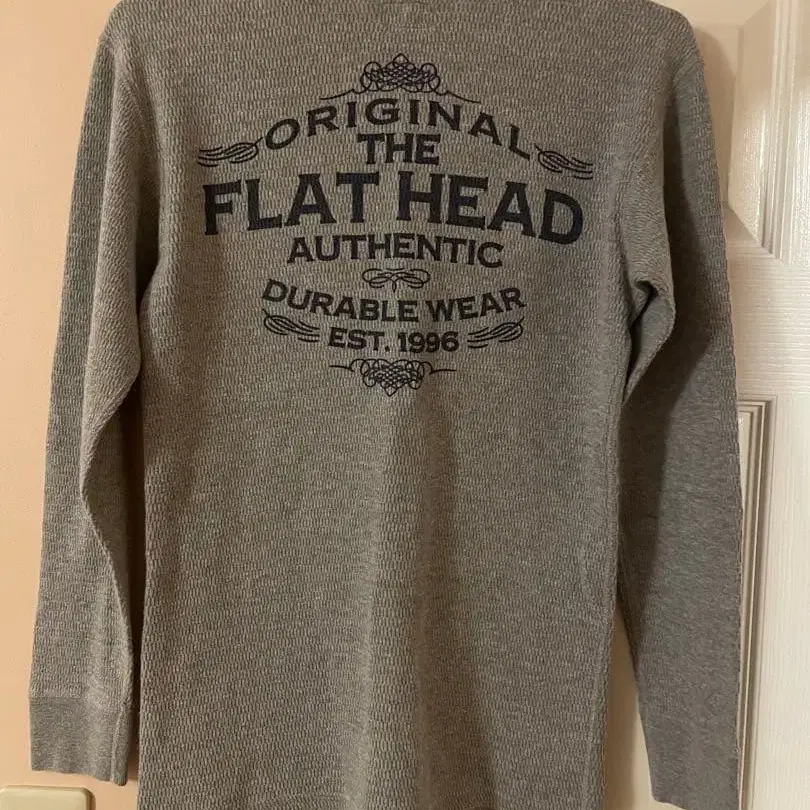 ORIGINAL
THE
FLAT HEAD
AUTHENTIC
DURABLE WEAR
EST. 1996